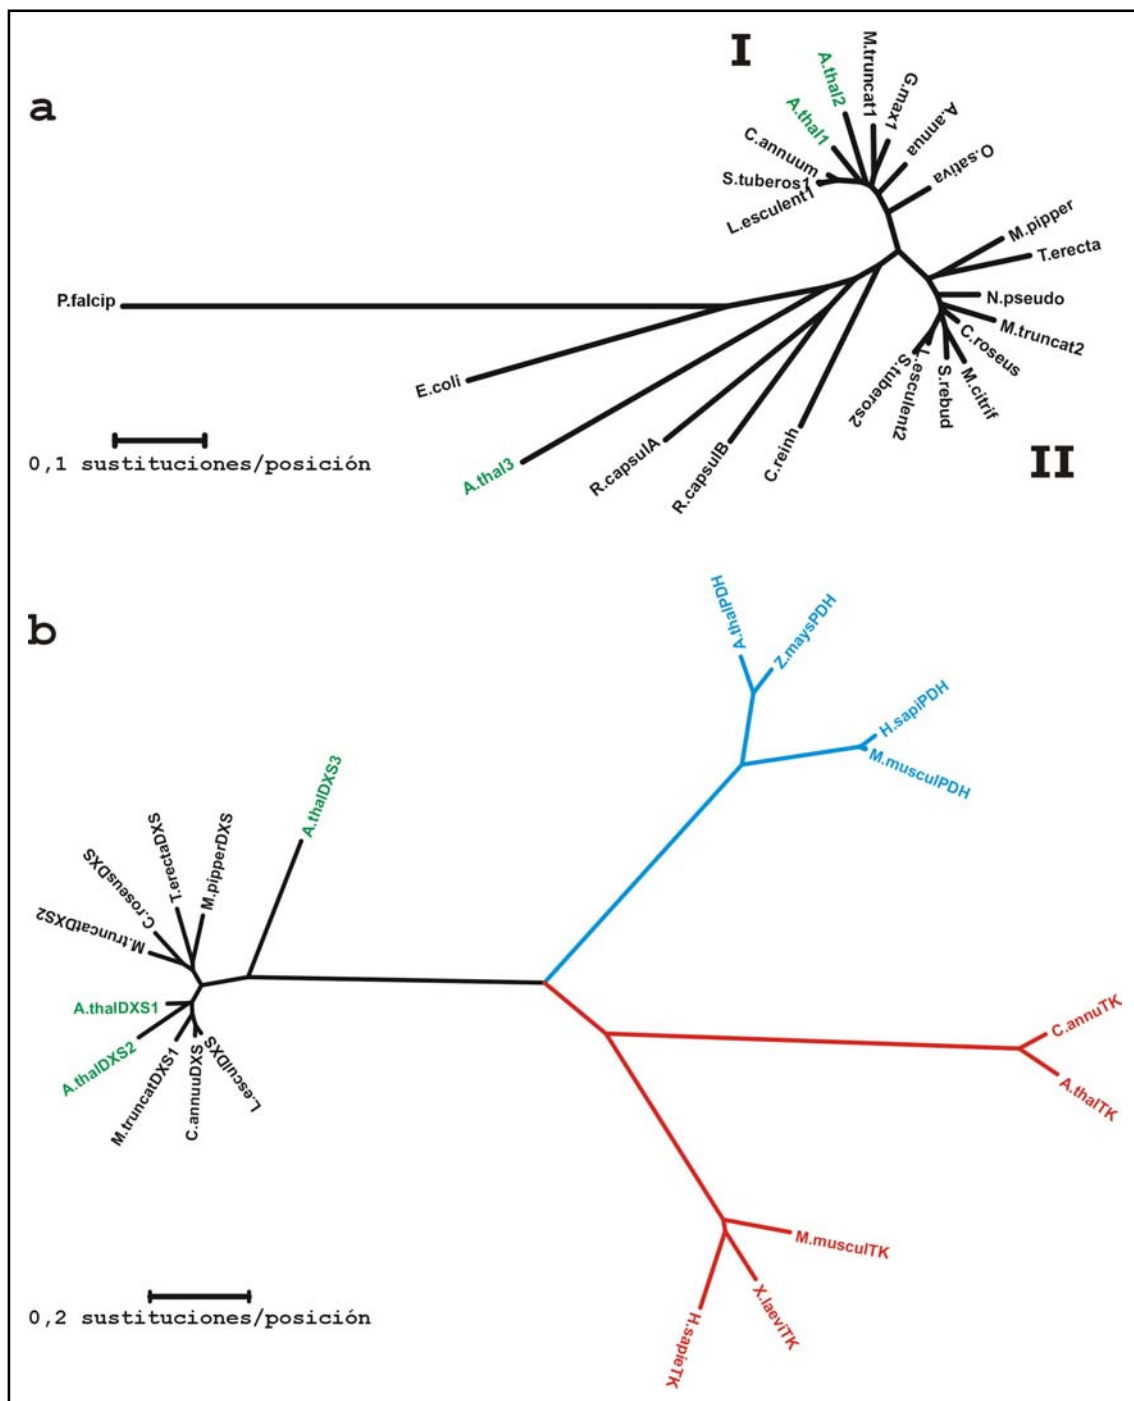 a
I
A.thal1
A.thal2
M.truncat1
G.max1
A.annua
O.sativa
C.annuum
S.tuberos1
L.esculent1
M.pipper
T.erecta
N.pseudo
M.truncat2
C.roseus
M.citrif
S.rebud
L.esculent2
S.tuberos2
II
P.falcip
E.coli
A.thal3
R.capsulA
R.capsulB
C.reinh
0,1 sustituciones/posición
b
A.thalPDH
Z.maysPDH
H.sapiPDH
M.musculPDH
A.thalDXS3
M.pipperDXS
T.erectaDXS
C.roseusDXS
M.truncatDXS2
A.thalDXS1
A.thalDXS2
M.truncatDXS1
C.annuuDXS
L.esculDXS
C.annuTK
A.thalTK
M.musculTK
X.laeviTK
H.sapieTK
0,2 sustituciones/posición